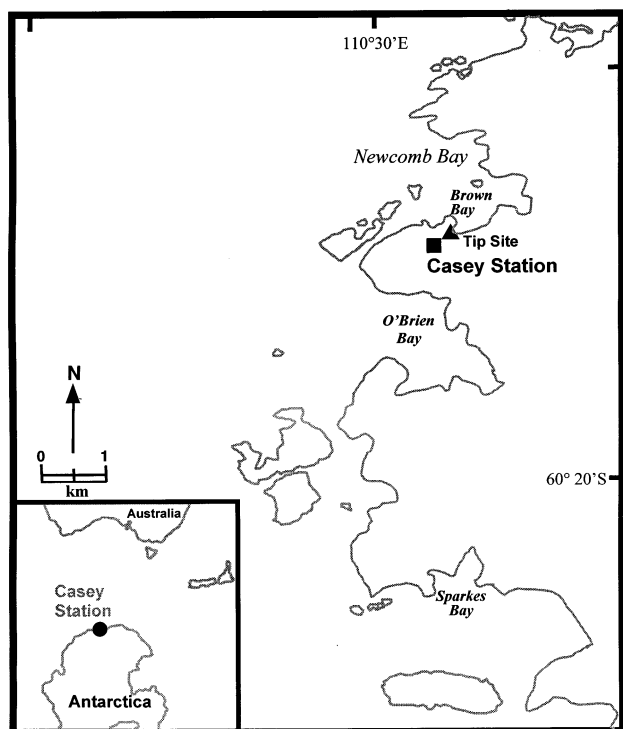 110°30'E
Newcomb Bay
Brown
Bay
Tip Site
Casey Station
O'Brien
Bay
N
0 1
km
60° 20'S
Australia
Casey
Station
Sparkes
Bay
Antarctica